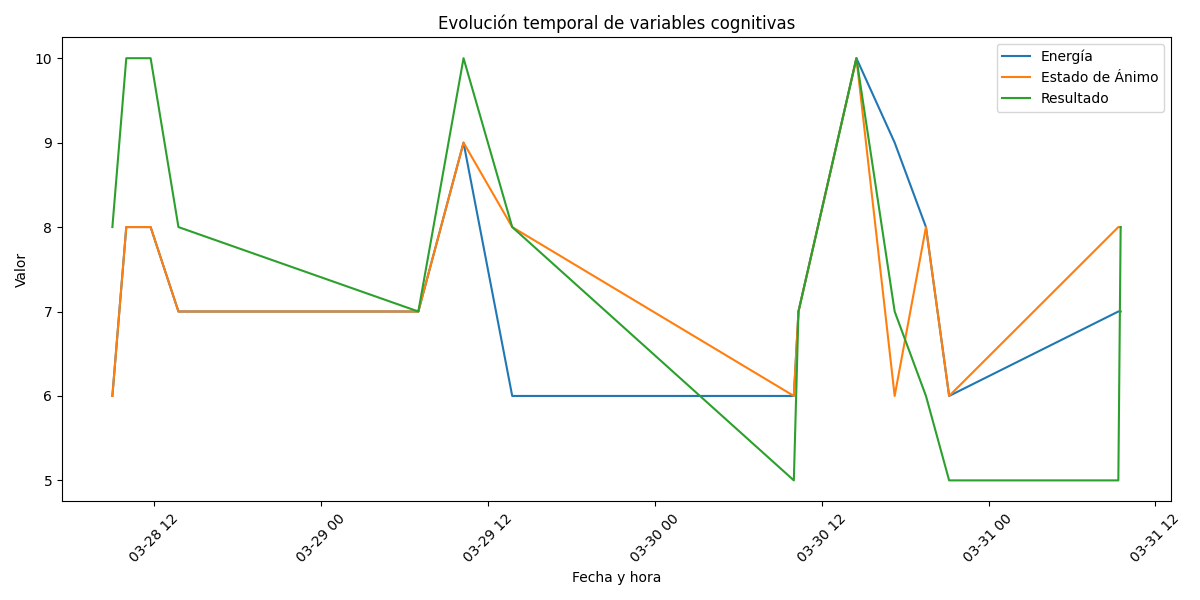 Evolución temporal de variables cognitivas
Energía
Estado de Ánimo
Resultado
Valor
10
9
8
7
6
5
03-28 12
03-29 00
03-29 12
03-30 00
03-30 12
03-31 00
03-31 12
Fecha y hora